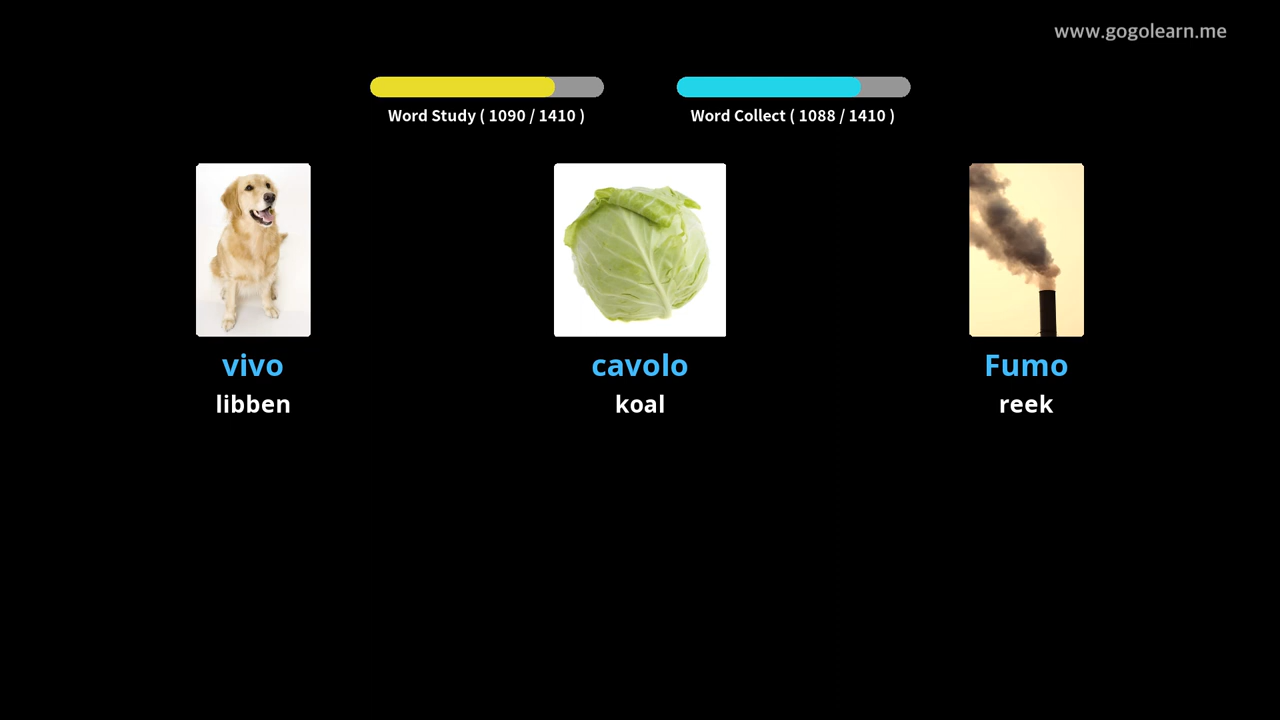 www.gogolearn.me
Word Study ( 1090 / 1410 )
Word Collect ( 1088 / 1410 )
vivo
libben
cavolo
koal
Fumo
reek